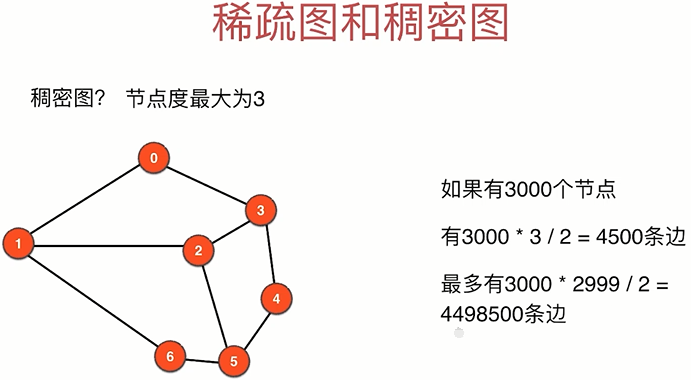 稀疏图和稠密图
稠密图? 节点度最大为3
0
3
1
2
4
6
5
如果有3000个节点
有3000 * 3 / 2 = 4500条边
最多有3000 * 2999 / 2 =
4498500条边